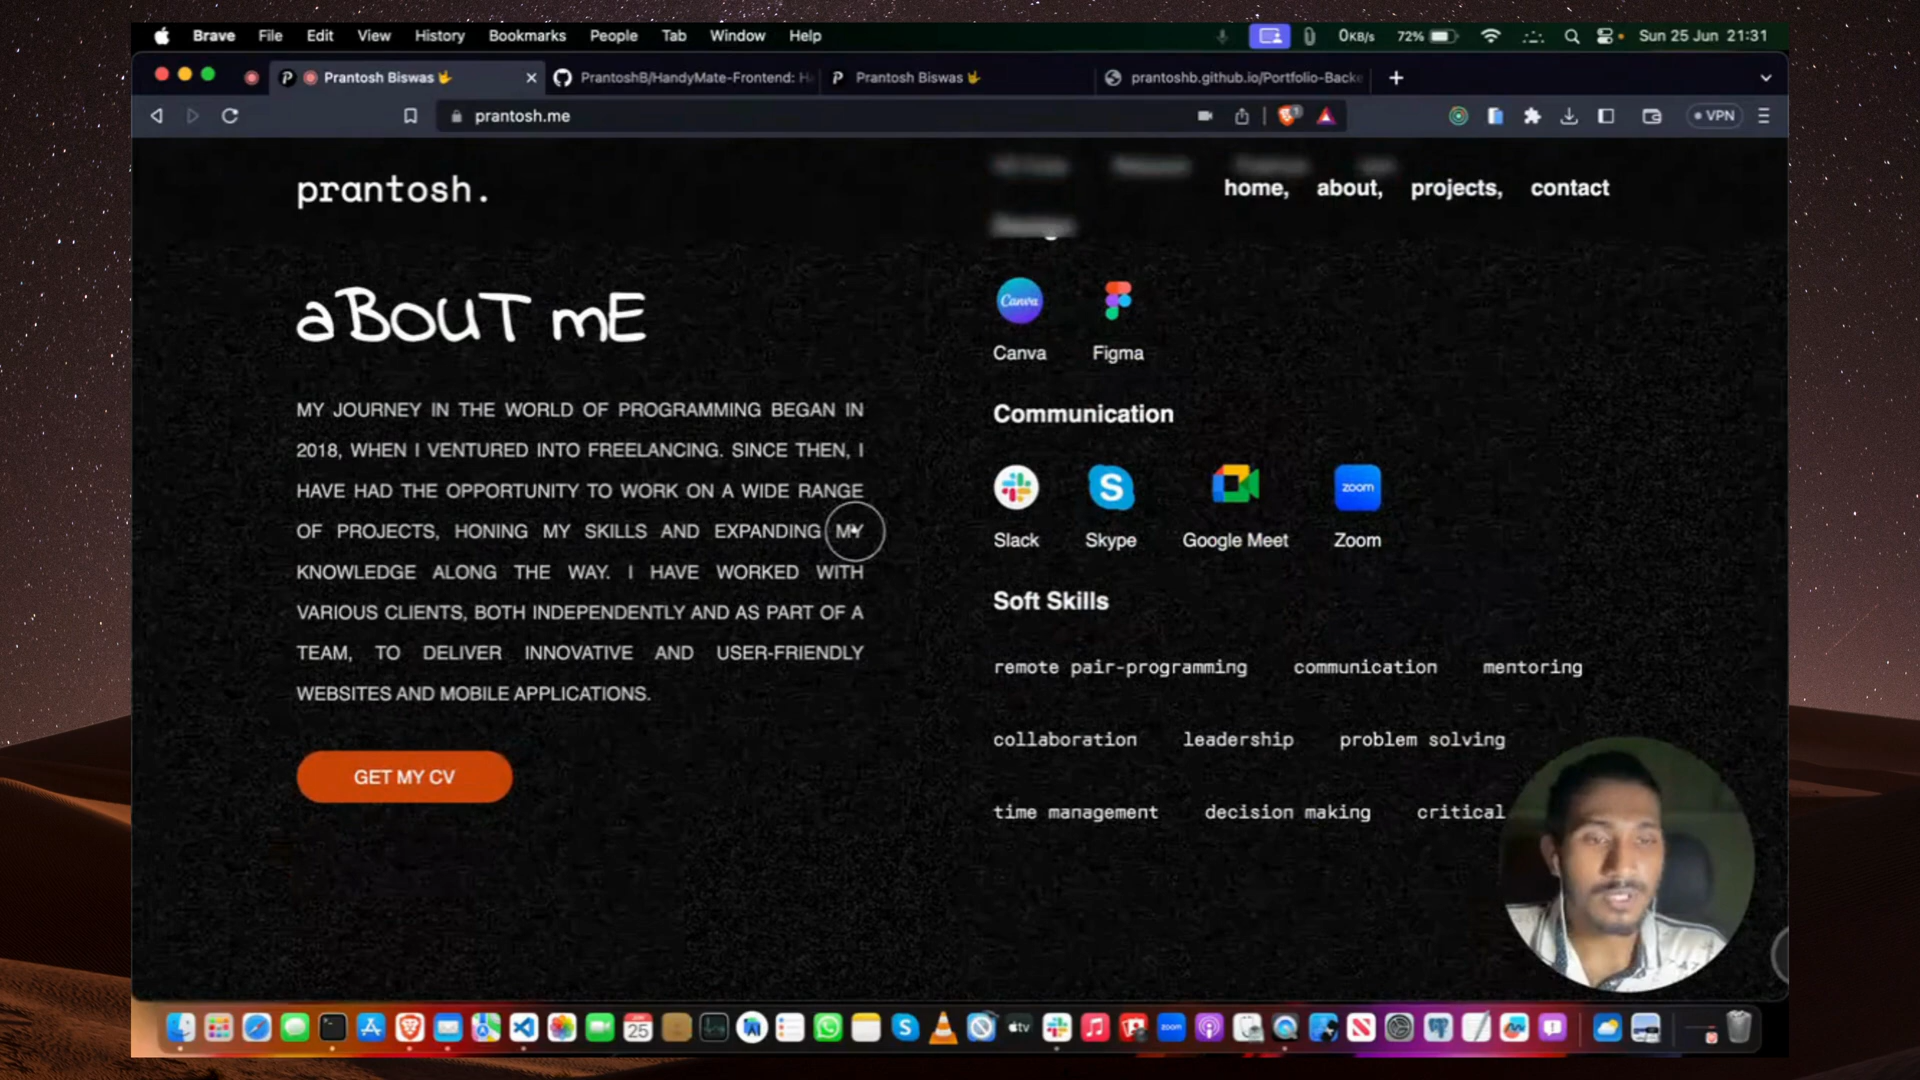 Brave File Edit View History Bookmarks People Tab Window Help 0KB/s 72% Sun 25 Jun 21:31
Prantosh Biswas PrantoshB/HandyMate-Frontend: H Prantosh Biswas prantoshb.github.io/Portfolio-Backe
prantosh.me VPN
prantosh. home, about, projects, contact
aBOUT mE
MY JOURNEY IN THE WORLD OF PROGRAMMING BEGAN IN
2018, WHEN I VENTURED INTO FREELANCING. SINCE THEN, I
HAVE HAD THE OPPORTUNITY TO WORK ON A WIDE RANGE
OF PROJECTS, HONING MY SKILLS AND EXPANDING MY
KNOWLEDGE ALONG THE WAY. I HAVE WORKED WITH
VARIOUS CLIENTS, BOTH INDEPENDENTLY AND AS PART OF A
TEAM, TO DELIVER INNOVATIVE AND USER-FRIENDLY
WEBSITES AND MOBILE APPLICATIONS.
GET MY CV
Canva
Canva Figma
Communication
zoom
Slack Skype Google Meet Zoom
Soft Skills
remote pair-programming communication mentoring
collaboration leadership problem solving
time management decision making critical
25 tv zoom